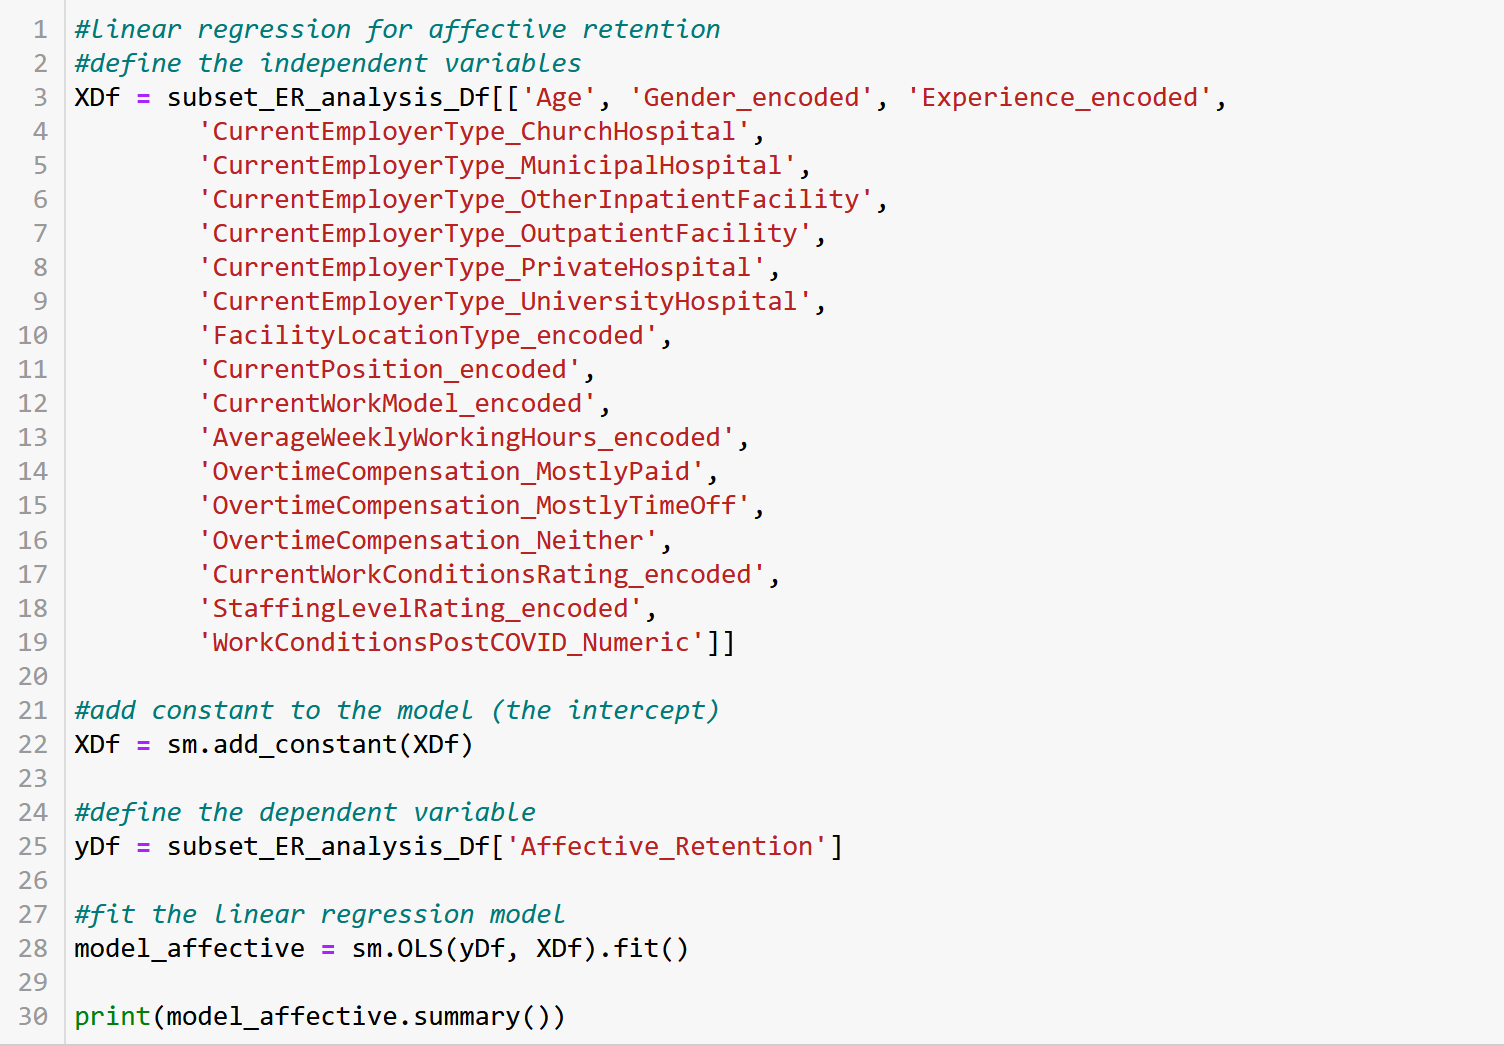 1 #linear regression for affective retention
2 #define the independent variables
3 XDf = subset_ER_analysis_Df[['Age', 'Gender_encoded', 'Experience_encoded',
4         'CurrentEmployerType_ChurchHospital',
5         'CurrentEmployerType_MunicipalHospital',
6         'CurrentEmployerType_OtherInpatientFacility',
7         'CurrentEmployerType_OutpatientFacility',
8         'CurrentEmployerType_PrivateHospital',
9         'CurrentEmployerType_UniversityHospital',
10         'FacilityLocationType_encoded',
11         'CurrentPosition_encoded',
12         'CurrentWorkModel_encoded',
13         'AverageWeeklyWorkingHours_encoded',
14         'OvertimeCompensation_MostlyPaid',
15         'OvertimeCompensation_MostlyTimeOff',
16         'OvertimeCompensation_Neither',
17         'CurrentWorkConditionsRating_encoded',
18         'StaffingLevelRating_encoded',
19         'WorkConditionsPostCOVID_Numeric']]
20
21 #add constant to the model (the intercept)
22 XDf = sm.add_constant(XDf)
23
24 #define the dependent variable
25 yDf = subset_ER_analysis_Df['Affective_Retention']
26
27 #fit the linear regression model
28 model_affective = sm.OLS(yDf, XDf).fit()
29
30 print(model_affective.summary())